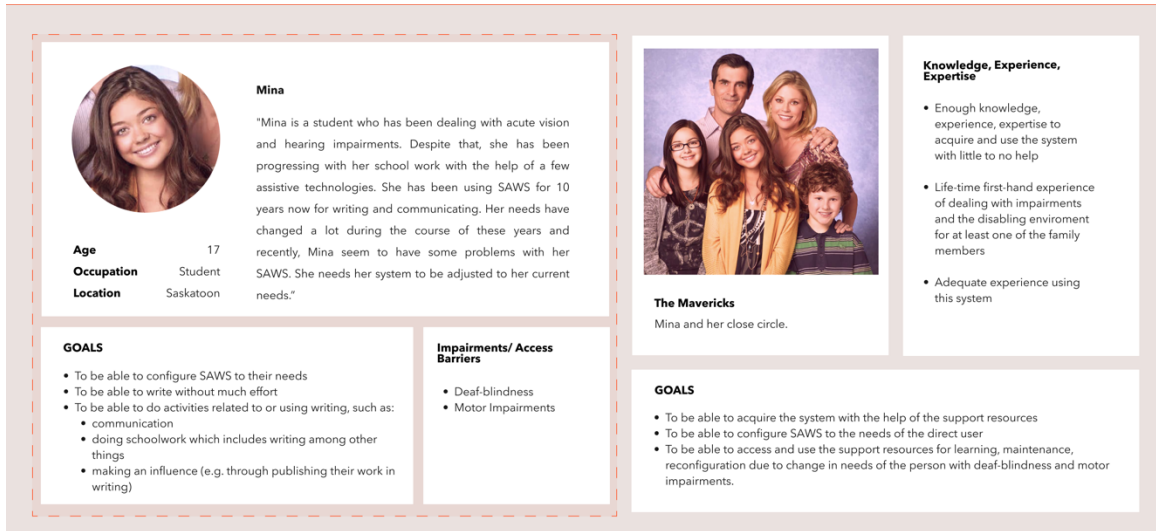 Mina
"Mina is a student who has been dealing with acute vision
and hearing impairments. Despite that, she has been
progressing with her school work with the help of a few
assistive technologies. She has been using SAWS for 10
years now for writing and communicating. Her needs have
changed a lot during the course of these years and
recently, Mina seem to have some problems with her
SAWS. She needs her system to be adjusted to her current
needs."
Age 17
Occupation Student
Location Saskatoon
GOALS
• To be able to configure SAWS to their needs
• To be able to write without much effort
• To be able to do activities related to or using writing, such as:
• communication
• doing schoolwork which includes writing among other
things
• making an influence (e.g. through publishing their work in
writing)
Impairments/ Access
Barriers
• Deaf-blindness
• Motor Impairments
The Mavericks
Mina and her close circle.
Knowledge, Experience,
Expertise
• Enough knowledge,
experience, expertise to
acquire and use the system
with little to no help
• Life-time first-hand experience
of dealing with impairments
and the disabling enviroment
for at least one of the family
members
• Adequate experience using
this system
GOALS
• To be able to acquire the system with the help of the support resources
• To be able to configure SAWS to the needs of the direct user
• To be able to access and use the support resources for learning, maintenance,
reconfiguration due to change in needs of the person with deaf-blindness and motor
impairments.